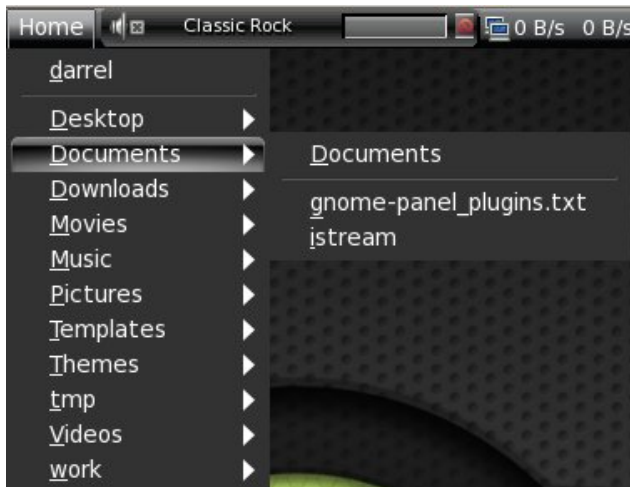 Home Classic Rock 0 B/s 0 B/s
darrel
Desktop
Documents
Downloads
Movies
Music
Pictures
Templates
Themes
tmp
Videos
work
Documents
gnome-panel_plugins.txt
istream